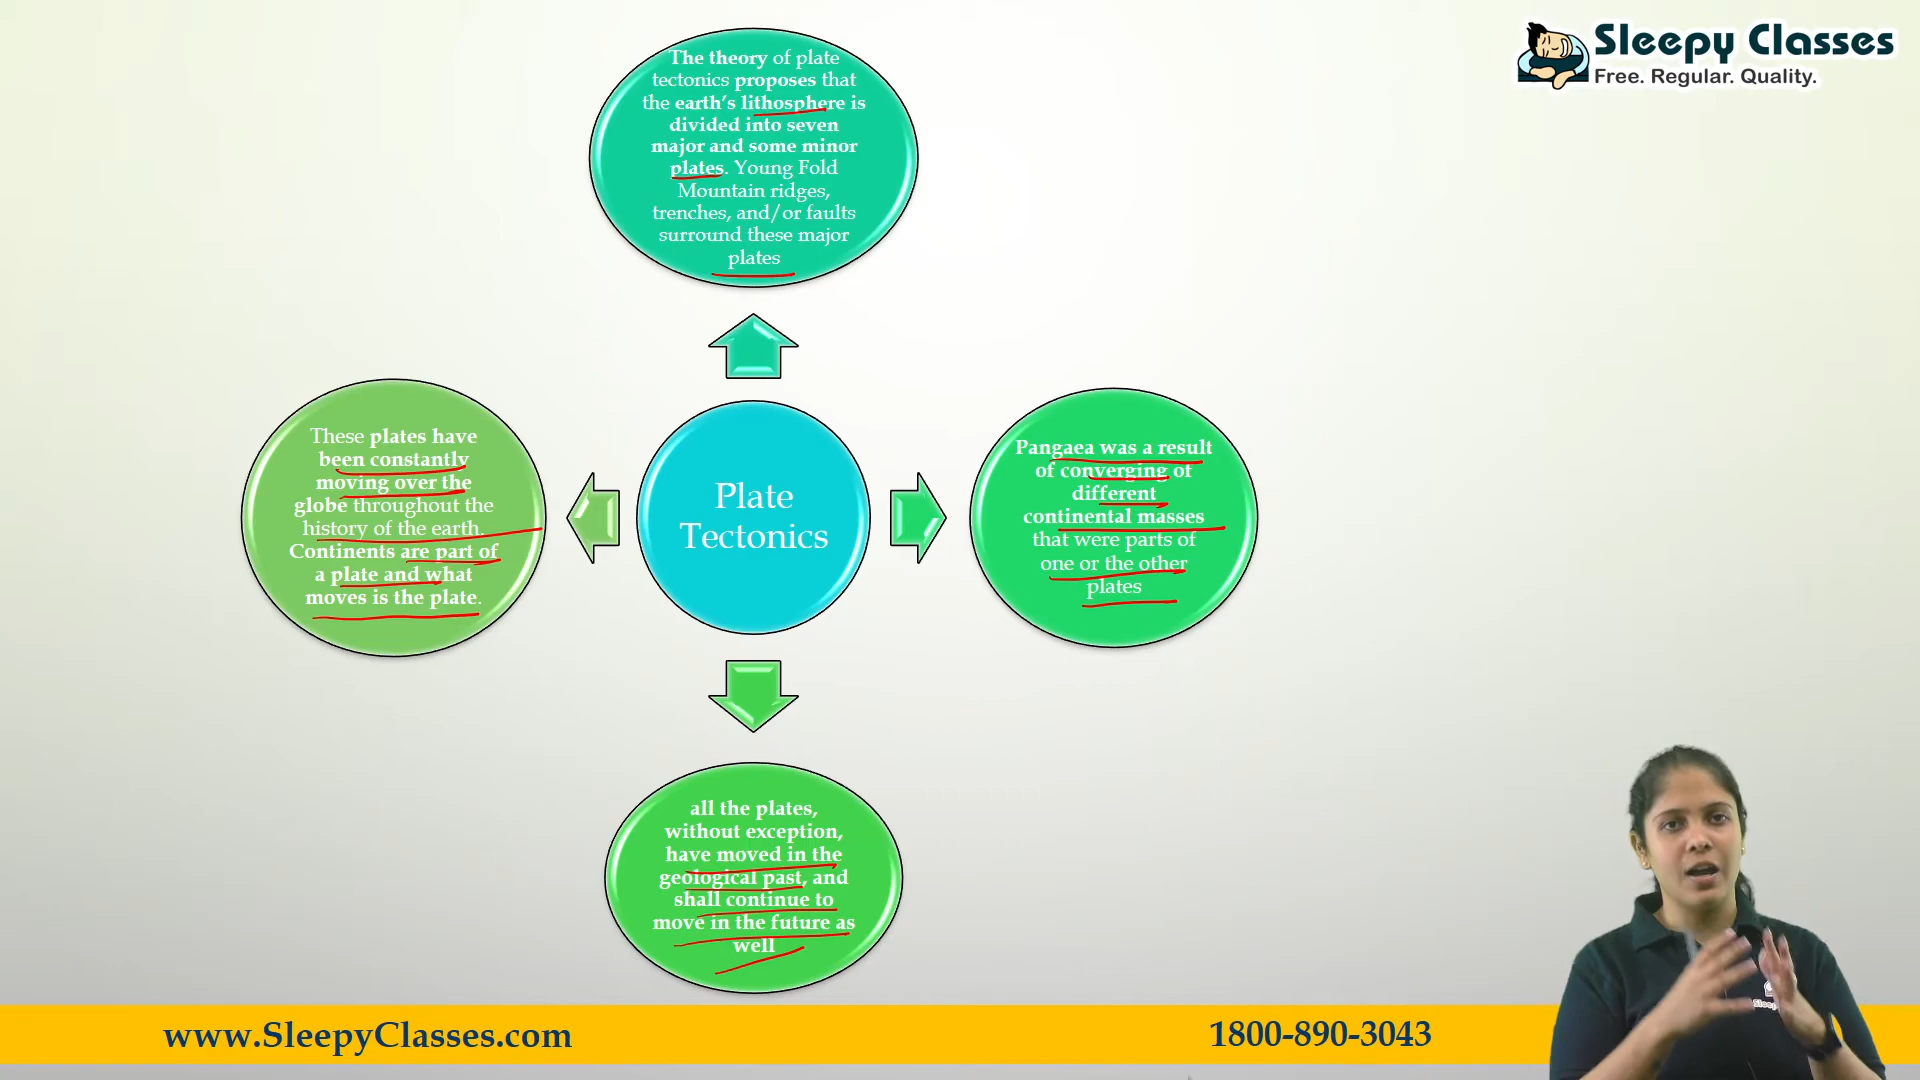 Sleepy Classes
Free. Regular. Quality.
The theory of plate
tectonics proposes that
the earth's lithosphere is
divided into seven
major and some minor
plates. Young Fold
Mountain ridges,
trenches, and/or faults
surround these major
plates
These plates have
been constantly
moving over the
globe throughout the
history of the earth.
Continents are part of
a plate and what
moves is the plate.
Plate
Tectonics
Pangaea was a result
of converging of
different
continental masses
that were parts of
one or the other
plates
all the plates,
without exception,
have moved in the
geological past, and
shall continue to
move in the future as
well
www.SleepyClasses.com
1800-890-3043